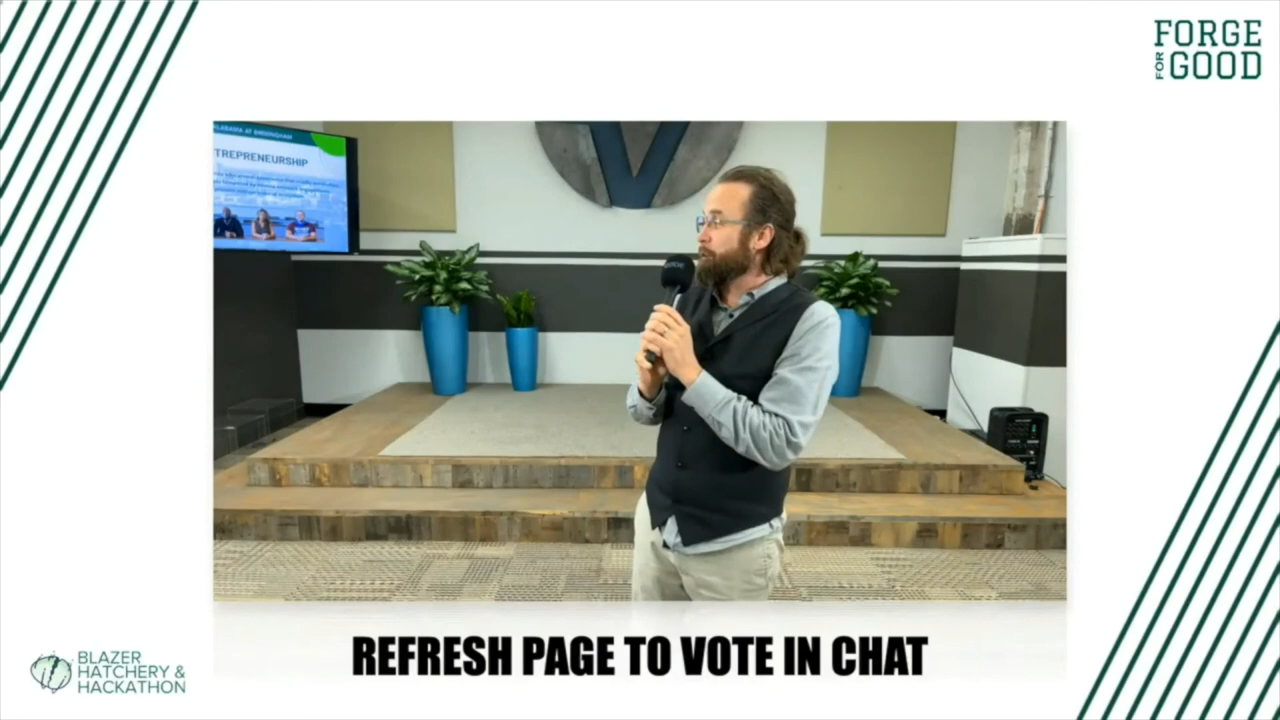 FORGE
FOR GOOD
ALABAMA AT BIRMINGHAM
TREPRENEURSHIP
V
REFRESH PAGE TO VOTE IN CHAT
BLAZER
HATCHERY &
HACKATHON